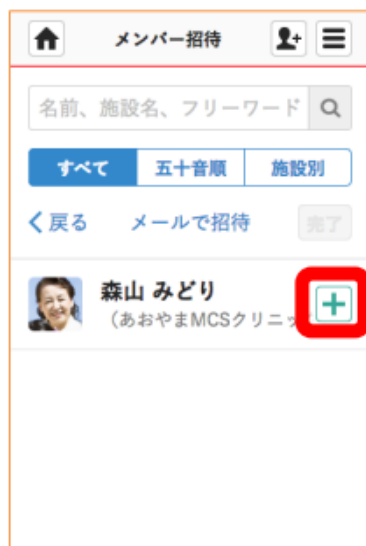 メンバー招待
名前、施設名、フリーワード
すべて 五十音順 施設別
戻る メールで招待 完了
森山 みどり
（あおやまMCSクリニッ